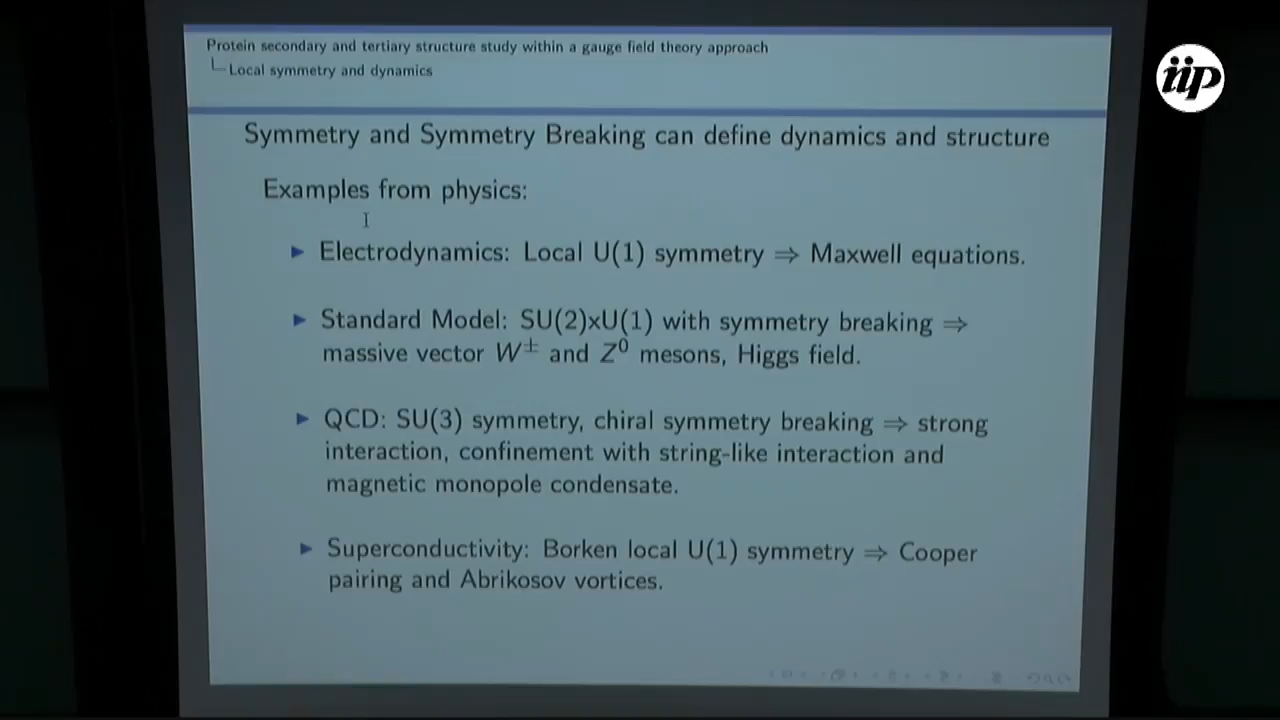 Protein secondary and tertiary structure study within a gauge field theory approach
Local symmetry and dynamics
iip
Symmetry and Symmetry Breaking can define dynamics and structure
Examples from physics:
► Electrodynamics: Local U(1) symmetry ⇒ Maxwell equations.
► Standard Model: SU(2)xU(1) with symmetry breaking ⇒
massive vector W± and Z⁰ mesons, Higgs field.
► QCD: SU(3) symmetry, chiral symmetry breaking ⇒ strong
interaction, confinement with string-like interaction and
magnetic monopole condensate.
► Superconductivity: Borken local U(1) symmetry ⇒ Cooper
pairing and Abrikosov vortices.